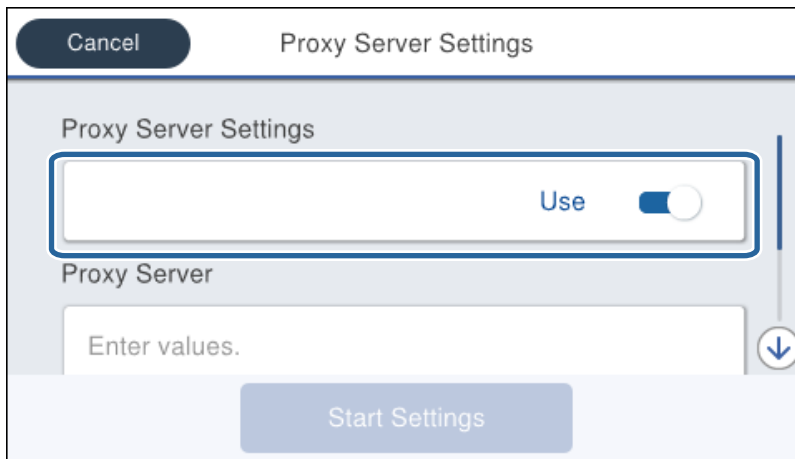 Cancel Proxy Server Settings
Proxy Server Settings
Use
Proxy Server
Enter values.
Start Settings